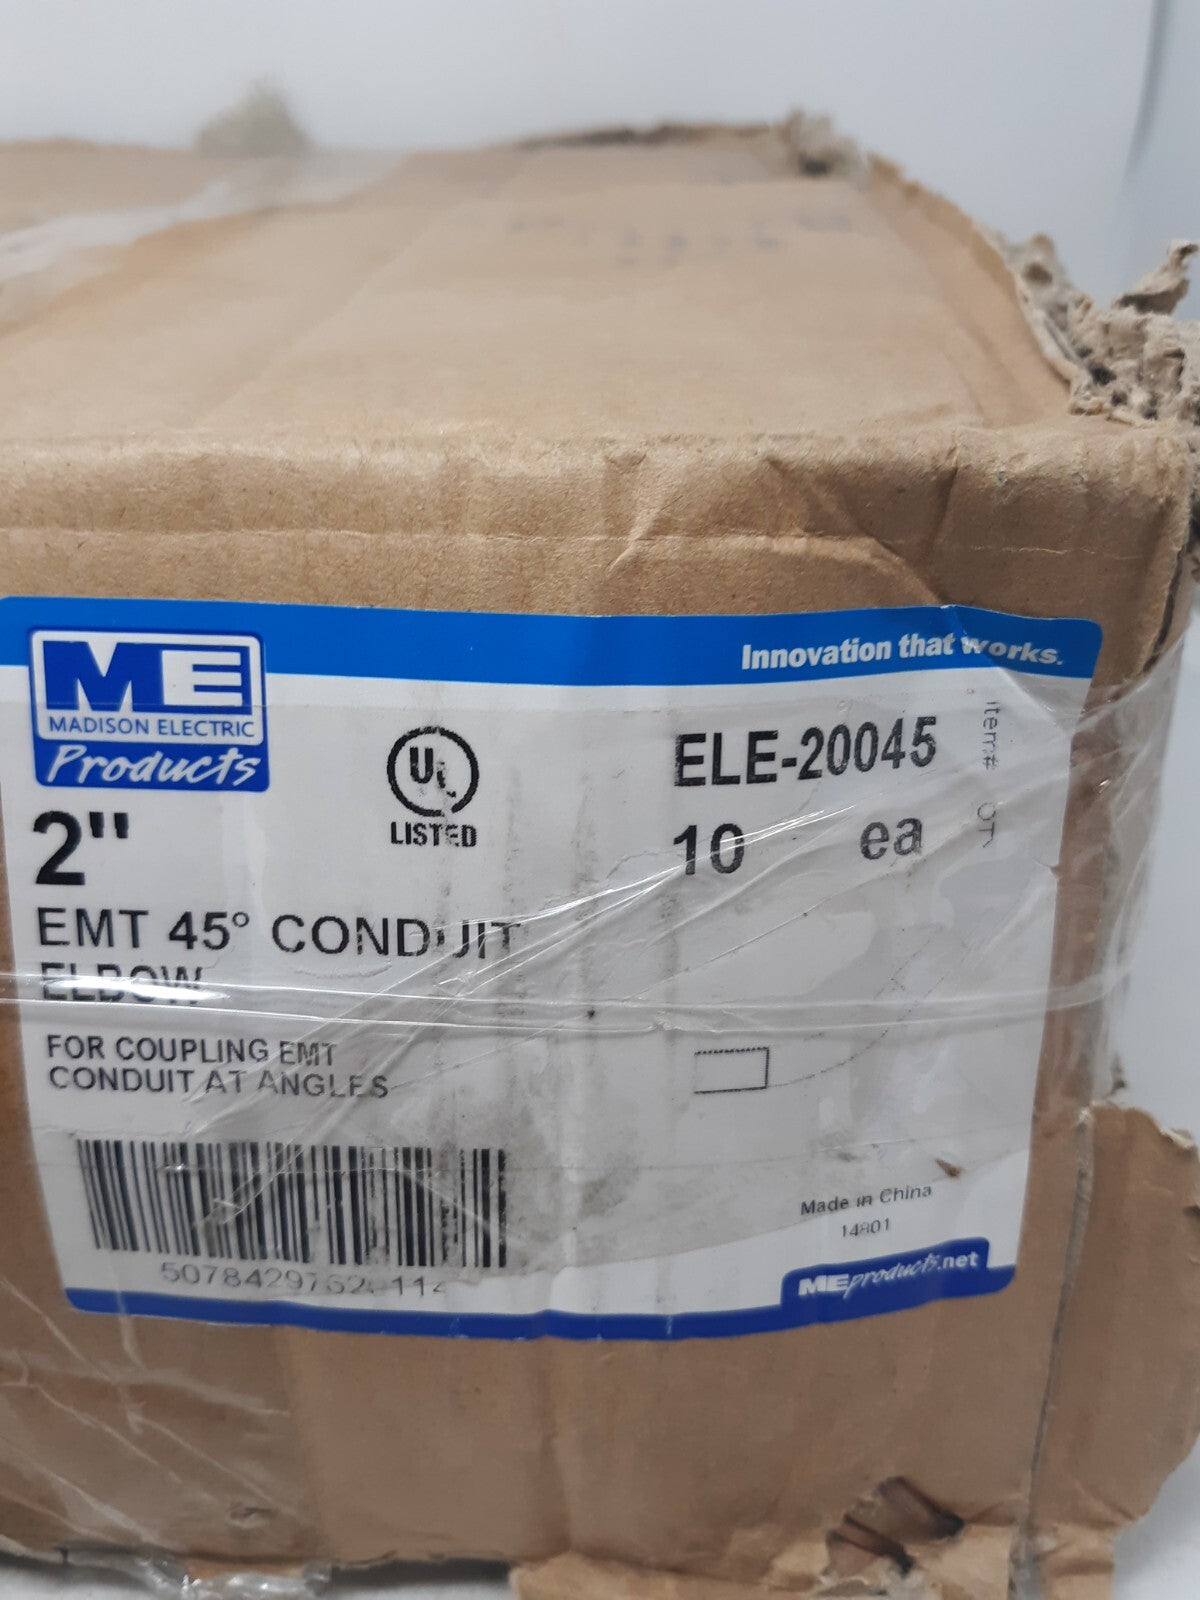 Innovation that works.
ME
MADISON ELECTRIC
Products
UL
LISTED
ELE-20045
item#
2"
10 ea
EMT 45° CONDUIT
ELBOW
FOR COUPLING EMT
CONDUIT AT ANGLES
Made in China
14801
MEproducts.net